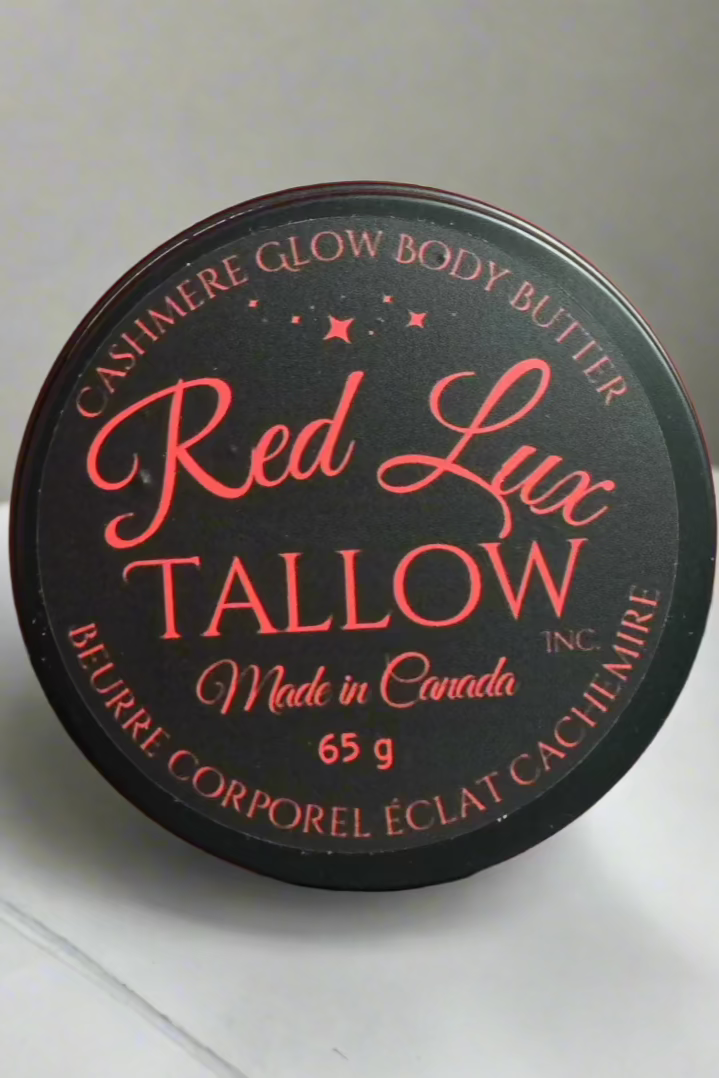 CASHMERE GLOW BODY BUTTER
Red Lux
TALLOW
INC.
Made in Canada
65 g
BEURRE CORPOREL ÉCLAT CACHEMIRE